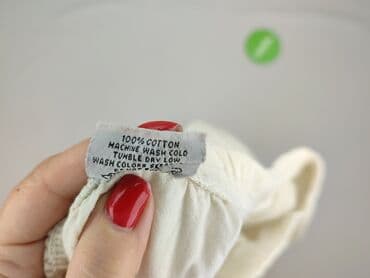 100% COTTON
MACHINE WASH COLD
TUMBLE DRY LOW
WASH COLORS